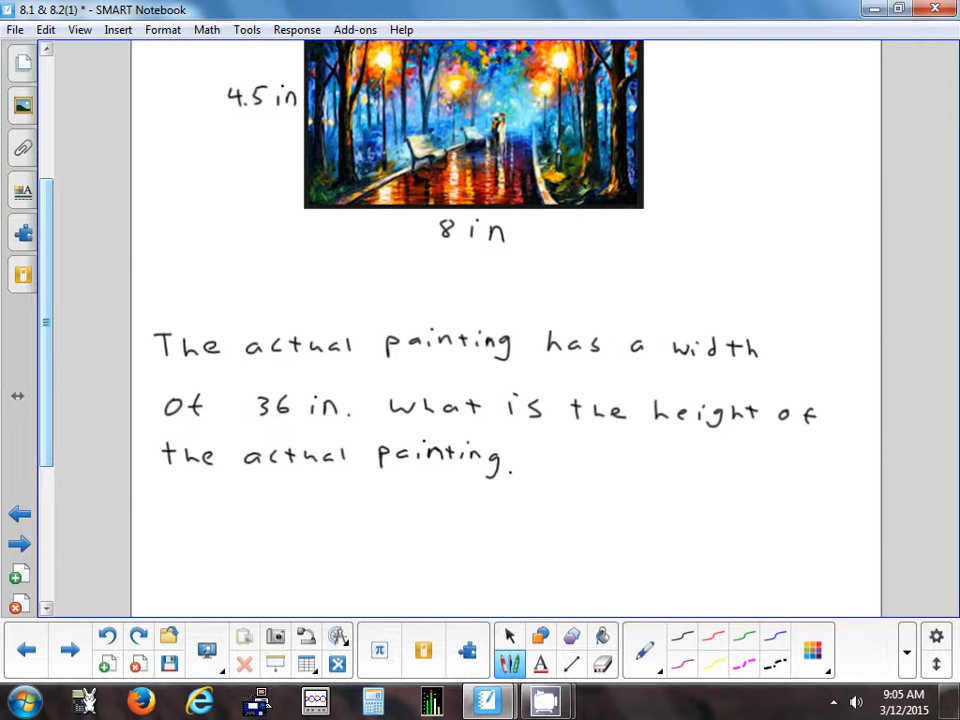 8.1 & 8.2(1) * - SMART Notebook
File Edit View Insert Format Math Tools Response Add-ons Help
4.5 in
8 in
The actual painting has a width
of 36 in. What is the height of
the actual painting.
9:05 AM
3/12/2015